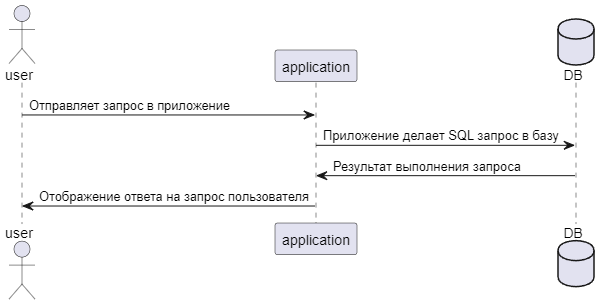 user
application
DB
Отправляет запрос в приложение
Приложение делает SQL запрос в базу
Результат выполнения запроса
Отображение ответа на запрос пользователя
user
application
DB